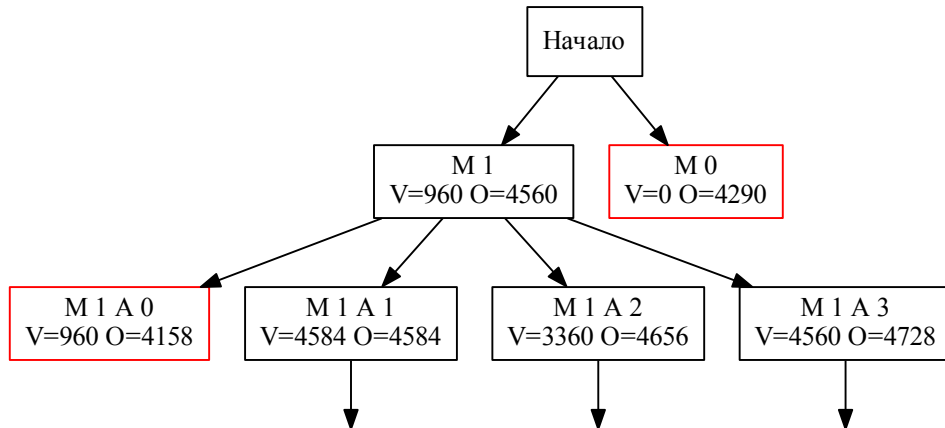 Начало
М 1
V=960 O=4560
М 0
V=0 O=4290
М 1 А 0
V=960 O=4158
М 1 А 1
V=4584 O=4584
М 1 А 2
V=3360 O=4656
М 1 А 3
V=4560 O=4728